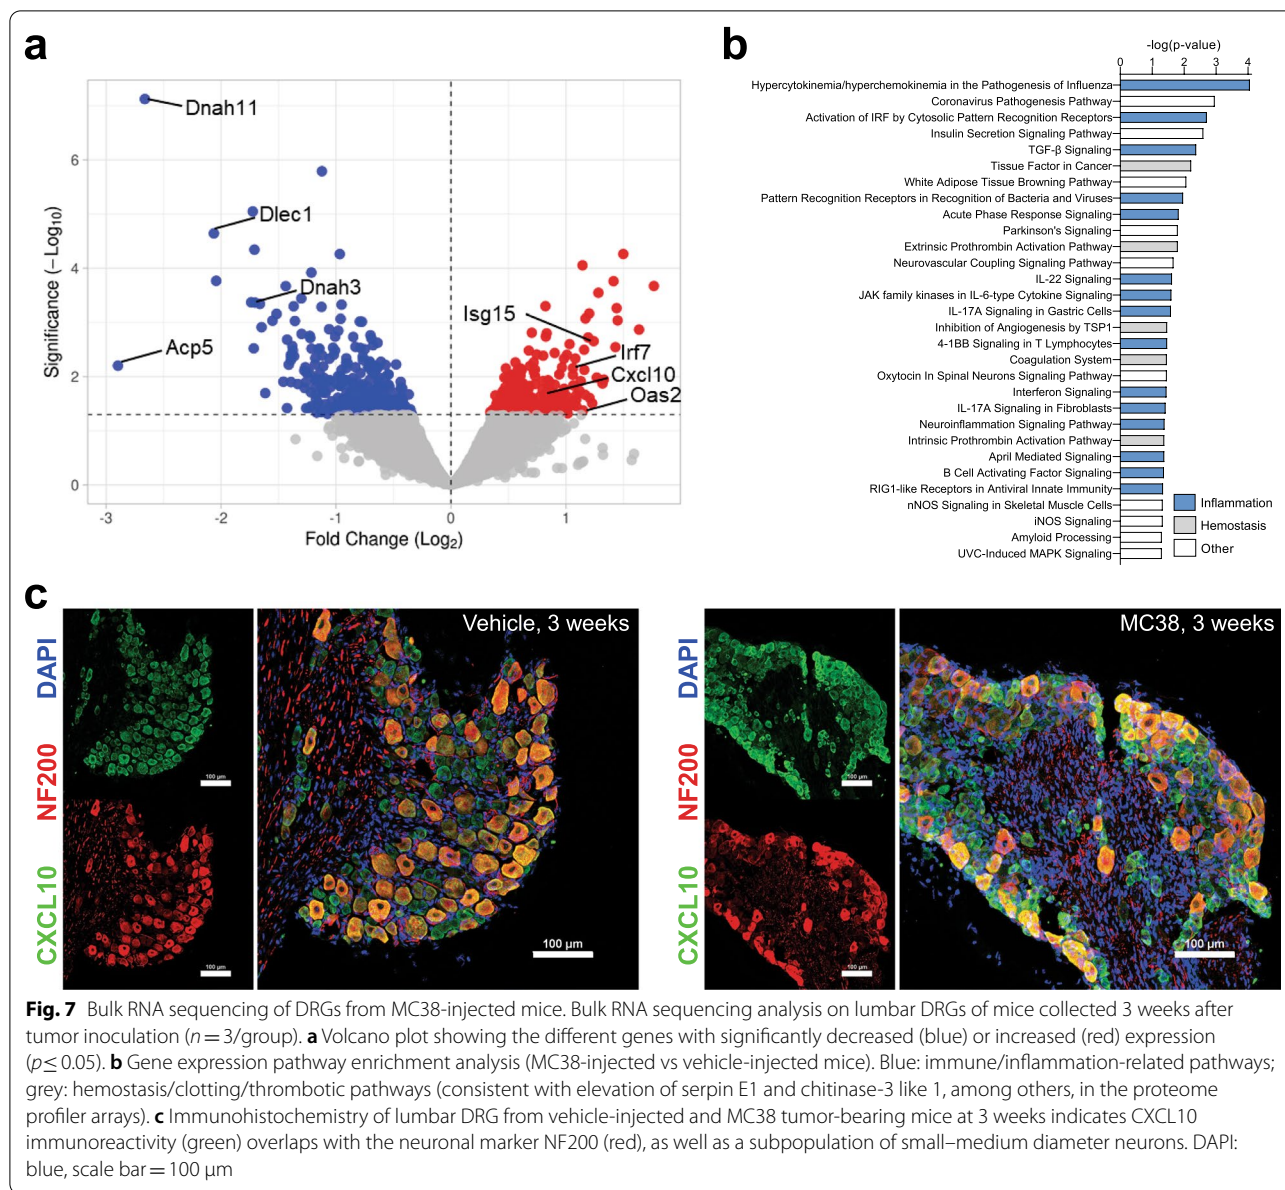 a
Dnah11
Dlec1
Dnah3
Acp5
Isg15
Irf7
Cxcl10
Oas2
6
4
2
0
Significance (−Log10)
-3
-2
-1
0
1
Fold Change (Log2)
b
-log(p-value)
0 1 2 3 4
Hypercytokinemia/hyperchemokinemia in the Pathogenesis of Influenza
Coronavirus Pathogenesis Pathway
Activation of IRF by Cytosolic Pattern Recognition Receptors
Insulin Secretion Signaling Pathway
TGF-β Signaling
Tissue Factor in Cancer
White Adipose Tissue Browning Pathway
Pattern Recognition Receptors in Recognition of Bacteria and Viruses
Acute Phase Response Signaling
Parkinson's Signaling
Extrinsic Prothrombin Activation Pathway
Neurovascular Coupling Signaling Pathway
IL-22 Signaling
JAK family kinases in IL-6-type Cytokine Signaling
IL-17A Signaling in Gastric Cells
Inhibition of Angiogenesis by TSP1
4-1BB Signaling in T Lymphocytes
Coagulation System
Oxytocin In Spinal Neurons Signaling Pathway
Interferon Signaling
IL-17A Signaling in Fibroblasts
Neuroinflammation Signaling Pathway
Intrinsic Prothrombin Activation Pathway
April Mediated Signaling
B Cell Activating Factor Signaling
RIG1-like Receptors in Antiviral Innate Immunity
nNOS Signaling in Skeletal Muscle Cells
iNOS Signaling
Amyloid Processing
UVC-Induced MAPK Signaling
Inflammation
Hemostasis
Other
c
CXCL10 NF200 DAPI
100 µm
100 µm
Vehicle, 3 weeks
100 µm
CXCL10 NF200 DAPI
100 µm
100 µm
MC38, 3 weeks
100 µm
Fig. 7 Bulk RNA sequencing of DRGs from MC38-injected mice. Bulk RNA sequencing analysis on lumbar DRGs of mice collected 3 weeks after
tumor inoculation (n = 3/group). a Volcano plot showing the different genes with significantly decreased (blue) or increased (red) expression
(p ≤ 0.05). b Gene expression pathway enrichment analysis (MC38-injected vs vehicle-injected mice). Blue: immune/inflammation-related pathways;
grey: hemostasis/clotting/thrombotic pathways (consistent with elevation of serpin E1 and chitinase-3 like 1, among others, in the proteome
profiler arrays). c Immunohistochemistry of lumbar DRG from vehicle-injected and MC38 tumor-bearing mice at 3 weeks indicates CXCL10
immunoreactivity (green) overlaps with the neuronal marker NF200 (red), as well as a subpopulation of small–medium diameter neurons. DAPI:
blue, scale bar = 100 µm